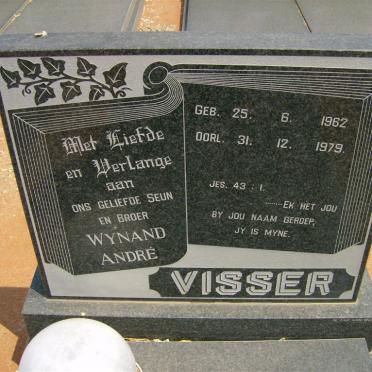 Met Liefde
en Verlange
aan
ONS GELIEFDE SEUN
EN BROER
WYNAND
ANDRÉ
GEB. 25. 6. 1962
OORL. 31. 12. 1979.
JES. 43 : 1.
........EK HET JOU
BY JOU NAAM GEROEP,
JY IS MYNE.
VISSER